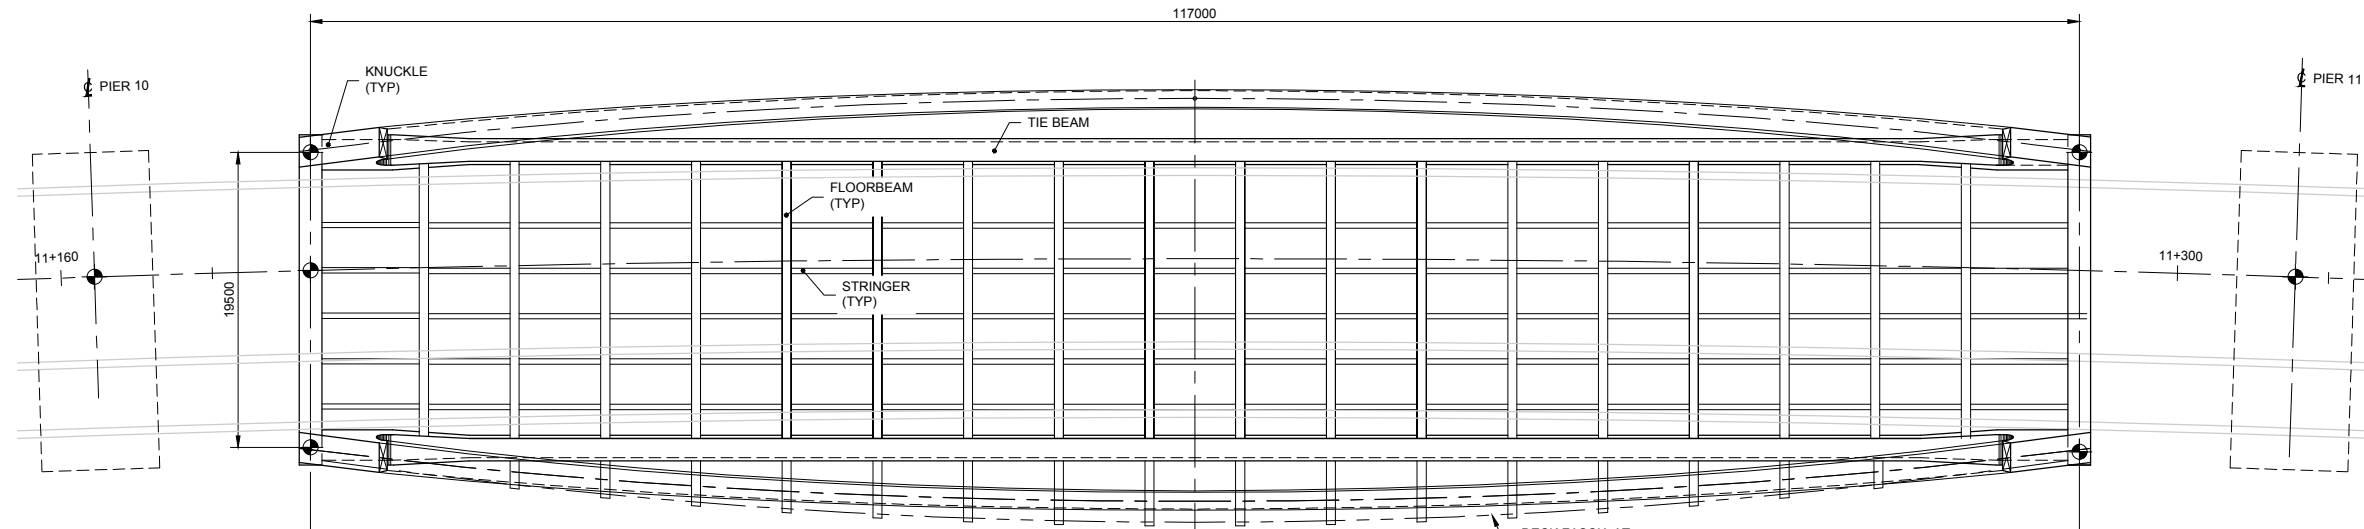 117000
KNUCKLE
(TYP)
℄ PIER 10
℄ PIER 11
TIE BEAM
FLOORBEAM
(TYP)
11+160
11+300
STRINGER
(TYP)
19500